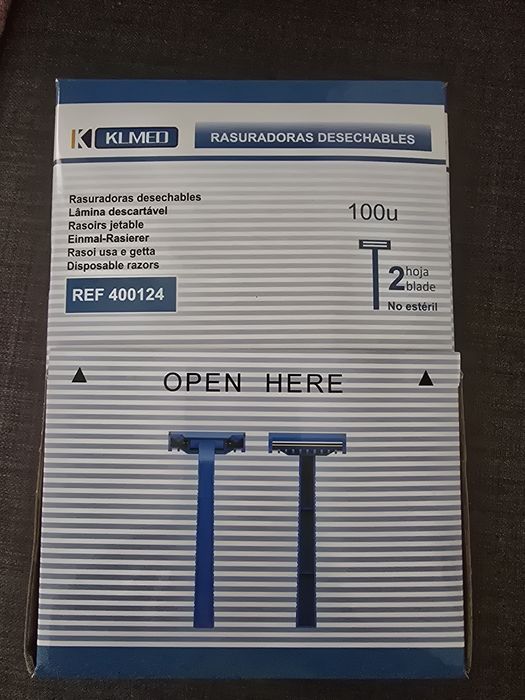 K KLMED
RASURADORAS DESECHABLES
Rasuradoras desechables
Lâmina descartável
Rasoirs jetable
Einmal-Rasierer
Rasoi usa e getta
Disposable razors
REF 400124
100u
2 hoja
blade
No estéril
OPEN HERE